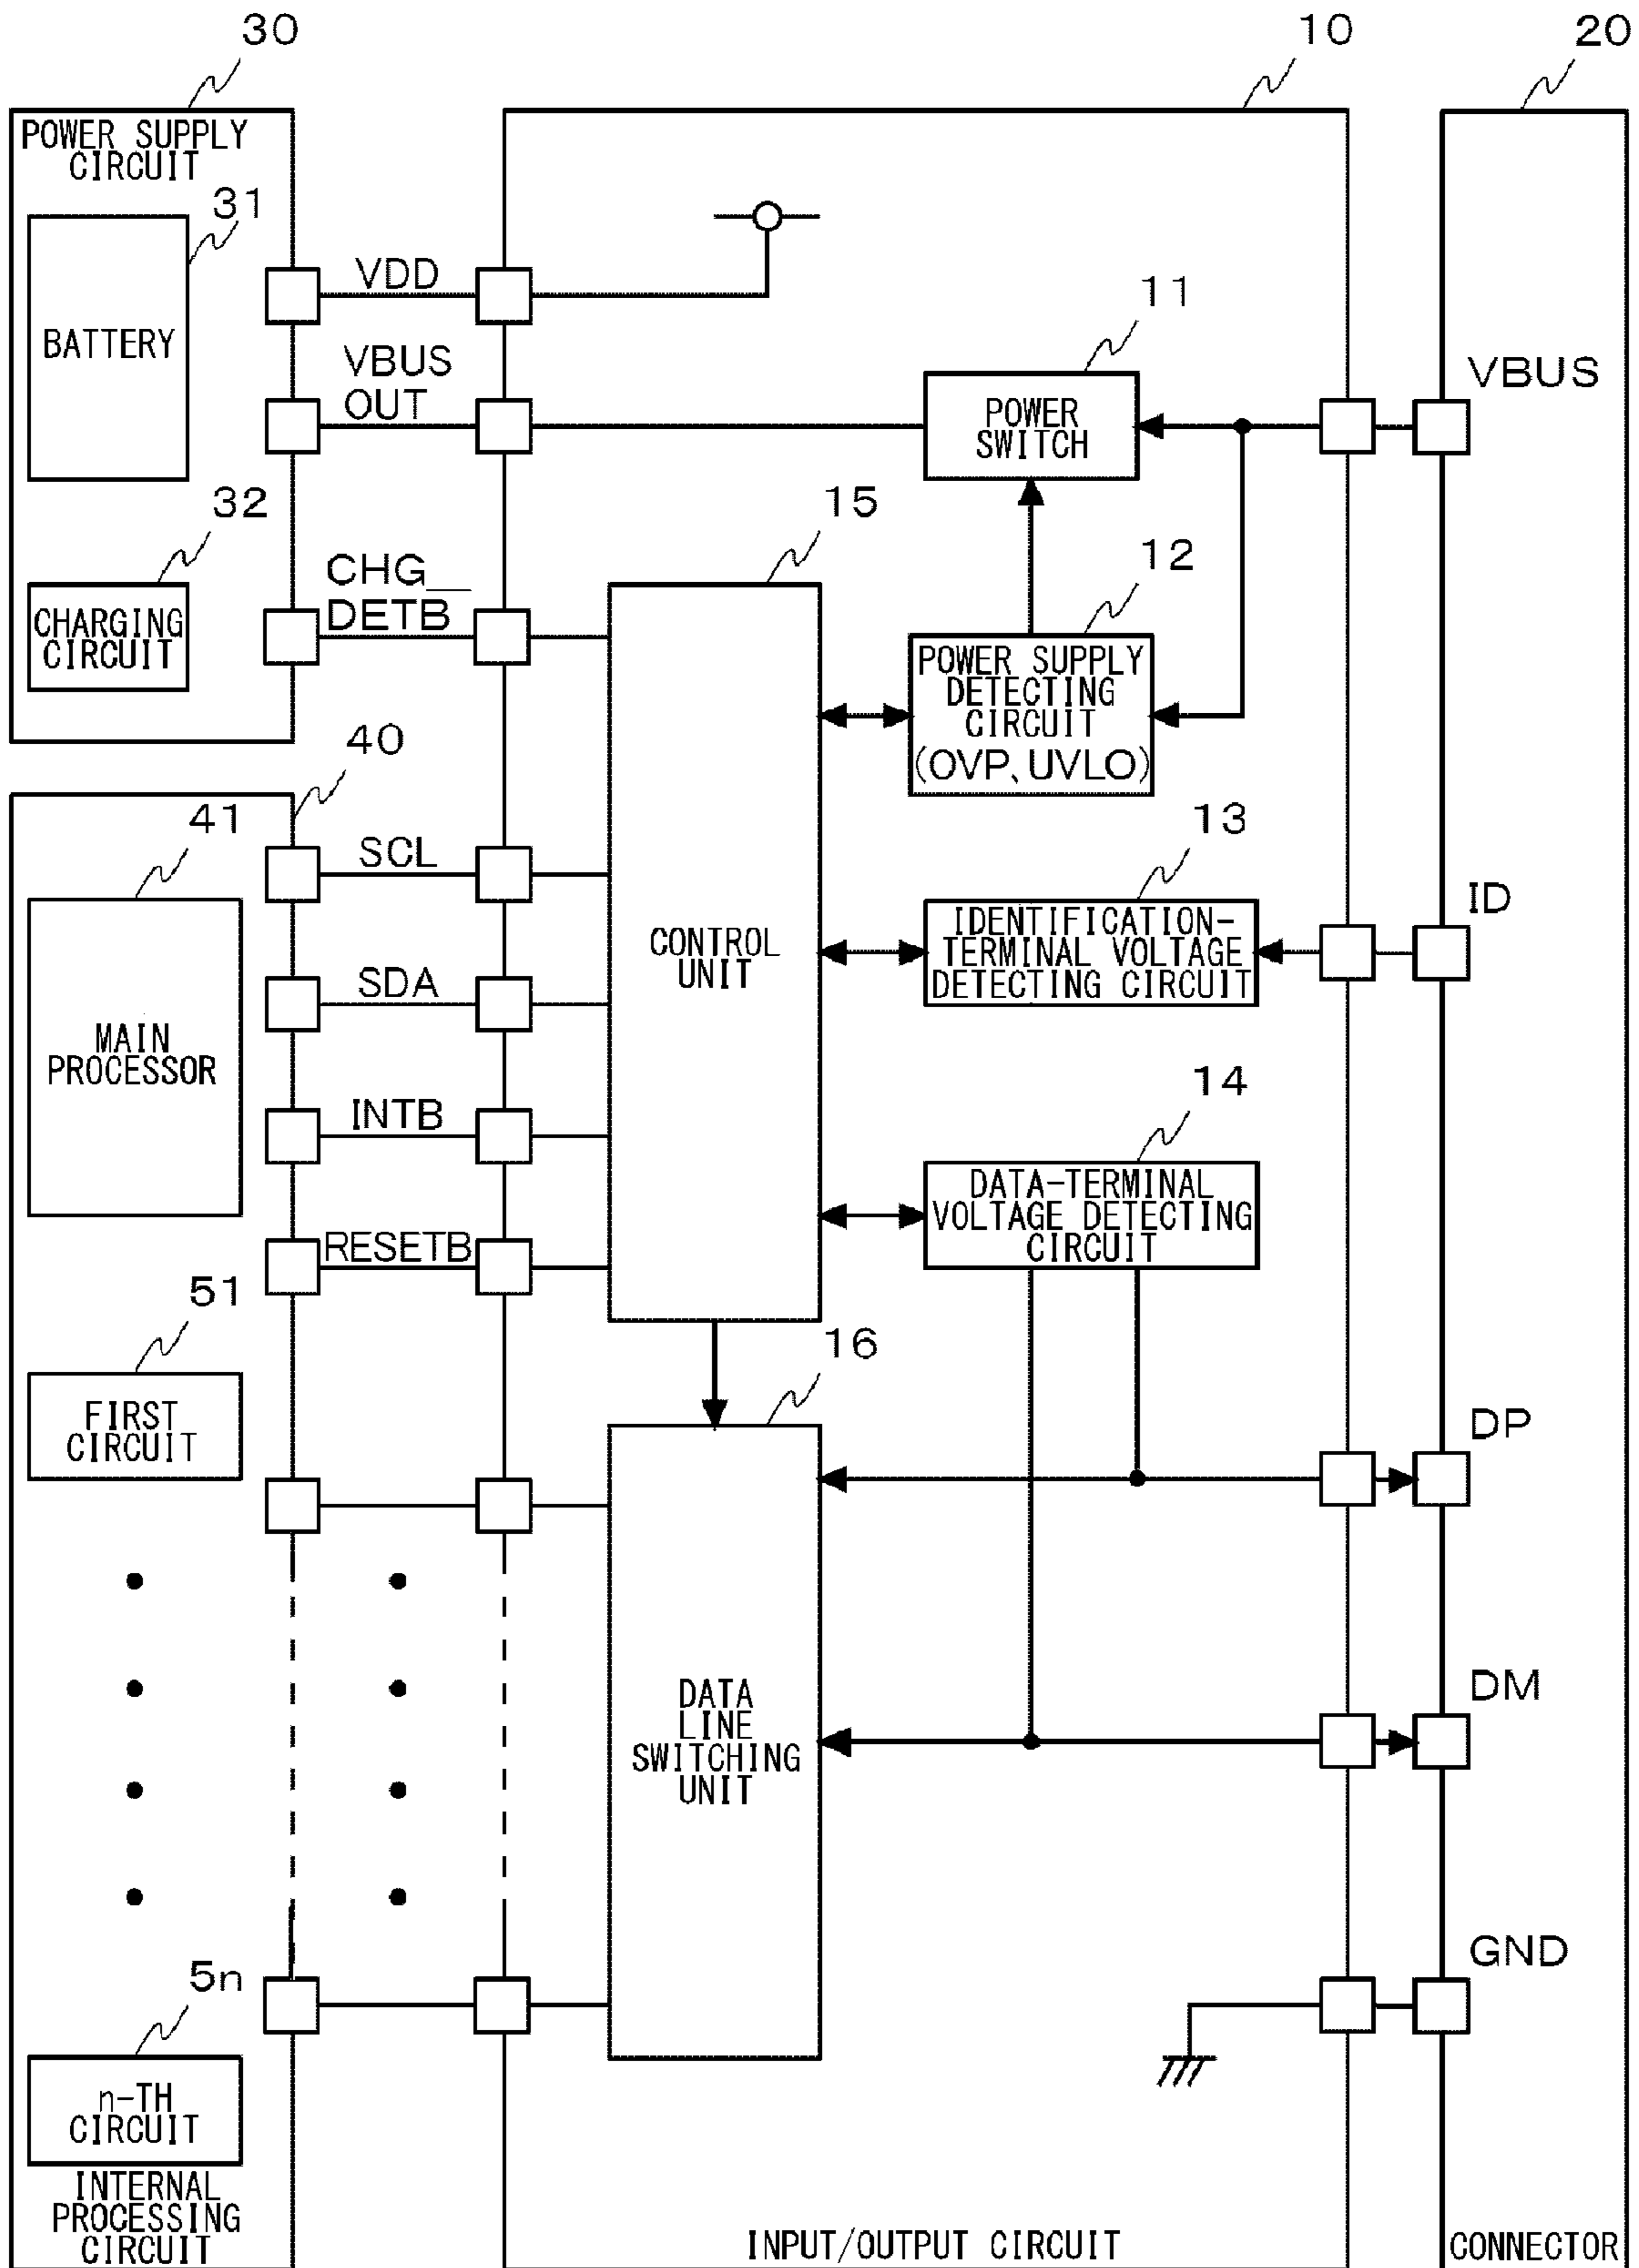 30
10
20
POWER SUPPLY
CIRCUIT
31
BATTERY
VDD
11
VBUS
OUT
POWER
SWITCH
VBUS
32
15
12
CHARGING
CIRCUIT
CHG_
DETB
POWER SUPPLY
DETECTING
CIRCUIT
(OVP、UVLO)
40
41
SCL
13
MAIN
PROCESSOR
SDA
CONTROL
UNIT
IDENTIFICATION-
TERMINAL VOLTAGE
DETECTING CIRCUIT
ID
INTB
14
DATA-TERMINAL
VOLTAGE DETECTING
CIRCUIT
RESETB
51
16
FIRST
CIRCUIT
DP
DATA
LINE
SWITCHING
UNIT
DM
5n
GND
n-TH
CIRCUIT
INTERNAL
PROCESSING
CIRCUIT
INPUT/OUTPUT CIRCUIT
CONNECTOR